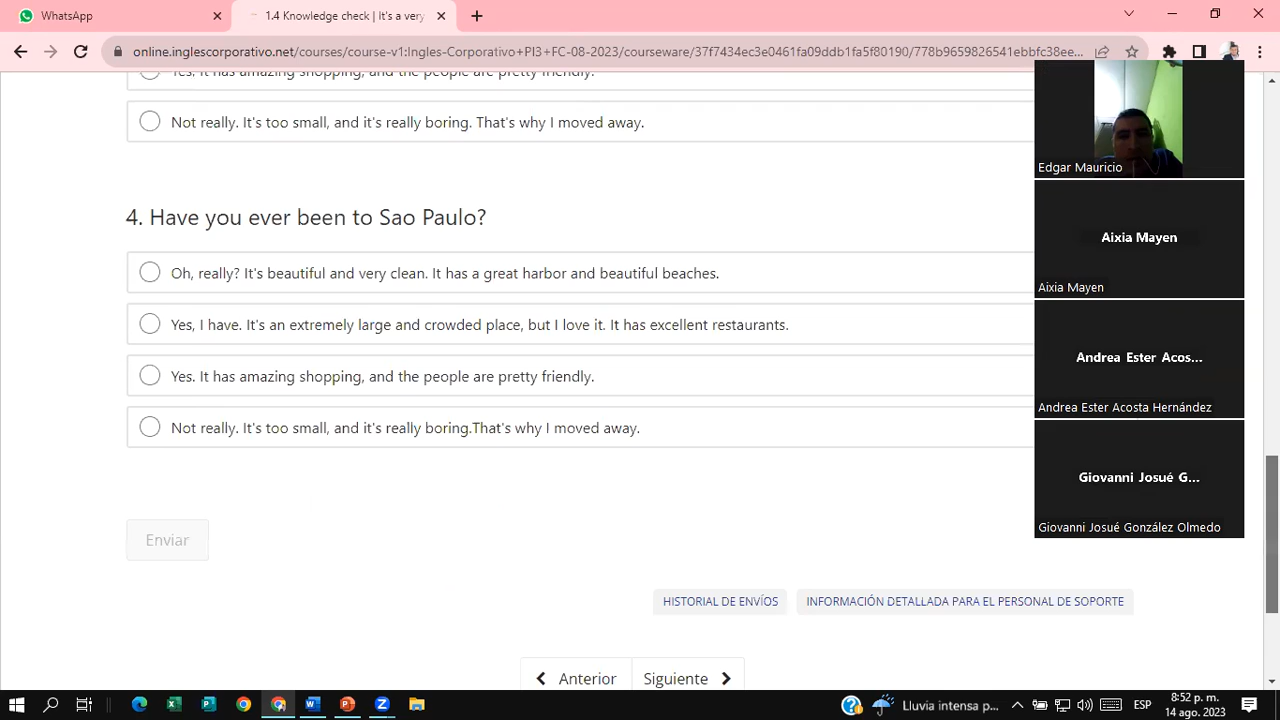 WhatsApp
1.4 Knowledge check | It's a very
online.inglescorporativo.net/courses/course-v1:Ingles-Corporativo+PI3+FC-08-2023/courseware/37f7434ec3e0461fa09ddb1fa5f80190/778b9659826541ebbfc38ee...
Yes. It has amazing shopping, and the people are pretty friendly.
Not really. It's too small, and it's really boring. That's why I moved away.
4. Have you ever been to Sao Paulo?
Oh, really? It's beautiful and very clean. It has a great harbor and beautiful beaches.
Yes, I have. It's an extremely large and crowded place, but I love it. It has excellent restaurants.
Yes. It has amazing shopping, and the people are pretty friendly.
Not really. It's too small, and it's really boring.That's why I moved away.
Enviar
HISTORIAL DE ENVÍOS
INFORMACIÓN DETALLADA PARA EL PERSONAL DE SOPORTE
Anterior
Siguiente
Edgar Mauricio
Aixia Mayen
Aixia Mayen
Andrea Ester Acos...
Andrea Ester Acosta Hernández
Giovanni Josué G...
Giovanni Josué González Olmedo
Lluvia intensa p...
ESP
8:52 p. m.
14 ago. 2023